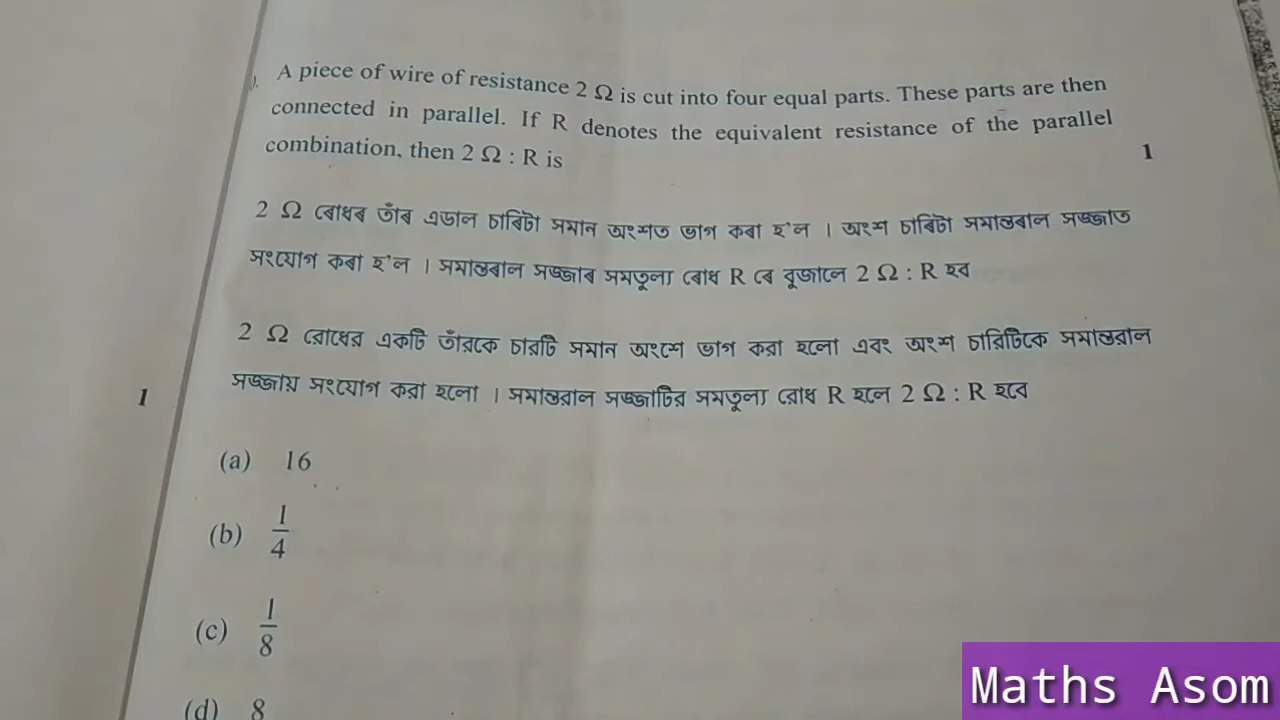 A piece of wire of resistance 2 Ω is cut into four equal parts. These parts are then
connected in parallel. If R denotes the equivalent resistance of the parallel
combination, then 2 Ω : R is
1
2 Ω ৰোধৰ তাঁৰ এডাল চাৰিটা সমান অংশত ভাগ কৰা হ'ল । অংশ চাৰিটা সমান্তৰাল সজ্জাত
সংযোগ কৰা হ'ল । সমান্তৰাল সজ্জাৰ সমতুল্য ৰোধ R ৰে বুজালে 2 Ω : R হব
2 Ω রোধের একটি তাঁরকে চারটি সমান অংশে ভাগ করা হলো এবং অংশ চারিটিকে সমান্তরাল
সজ্জায় সংযোগ করা হলো । সমান্তরাল সজ্জাটির সমতুল্য রোধ R হলে 2 Ω : R হবে
1
(a) 16
(b) 1/4
(c) 1/8
(d) 8
Maths Asom